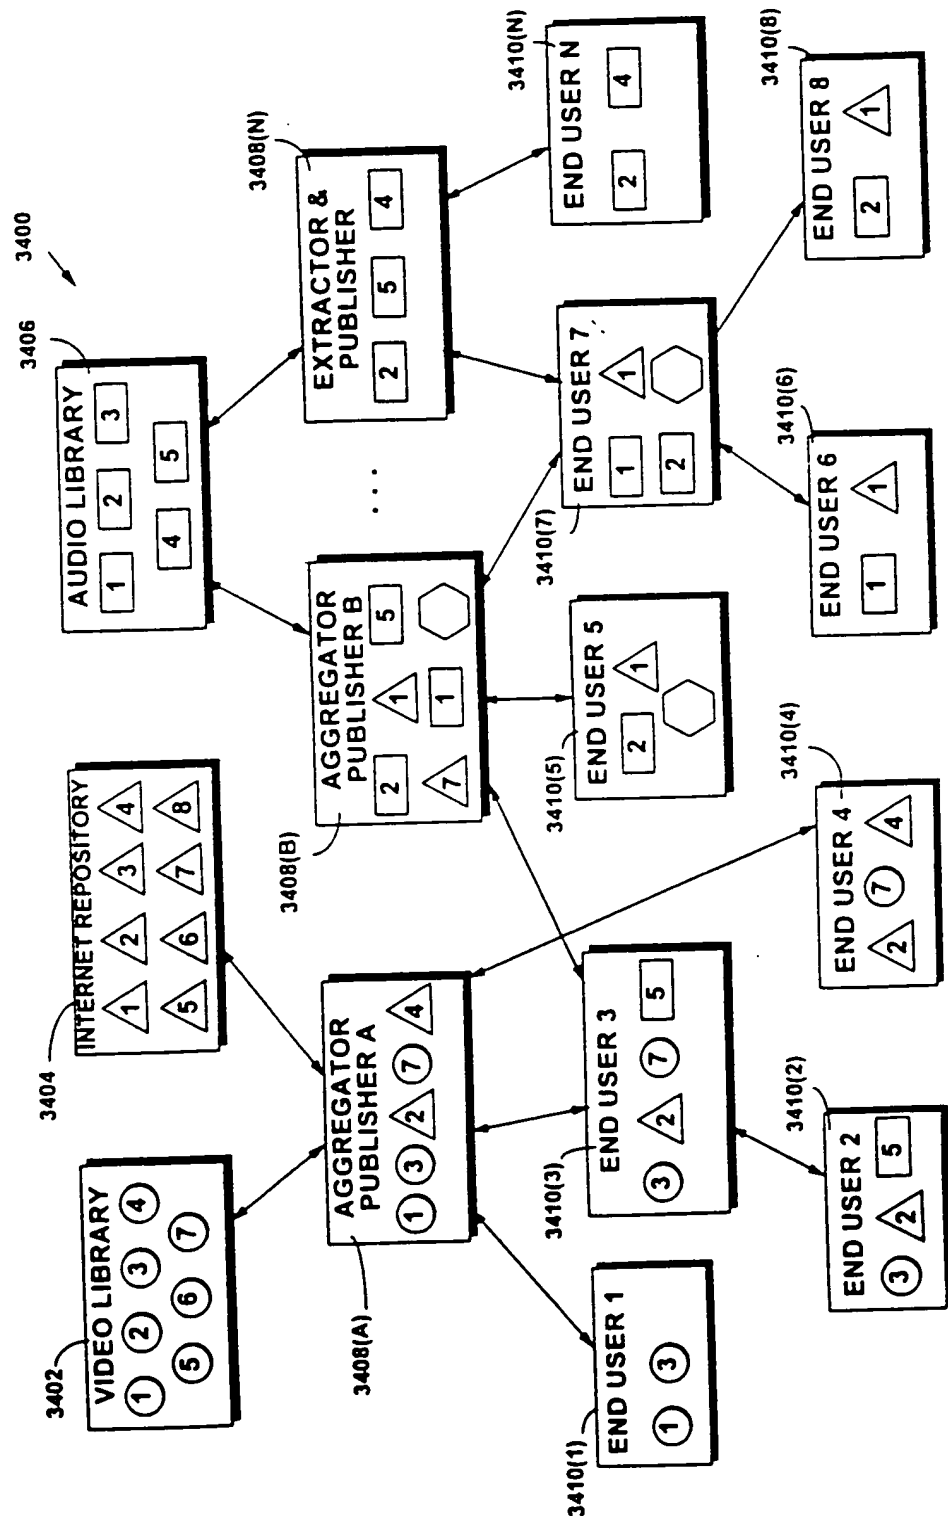 3400
3402
VIDEO LIBRARY
1 2 3 4
5 6 7
3404
INTERNET REPOSITORY
1 2 3 4
5 6 7 8
3406
AUDIO LIBRARY
1 2 3
4 5
3408(A)
AGGREGATOR
PUBLISHER A
1 3 2 7 4
3408(B)
AGGREGATOR
PUBLISHER B
2 1 5
7 1
...
3408(N)
EXTRACTOR &
PUBLISHER
2 5 4
3410(1)
END USER 1
1 3
3410(3)
END USER 3
3 2 7 5
3410(5)
END USER 5
2 1
3410(7)
END USER 7
1 1
2
3410(N)
END USER N
2 4
3410(2)
END USER 2
3 2 5
3410(4)
END USER 4
2 7 4
3410(6)
END USER 6
1 1
3410(8)
END USER 8
2 1